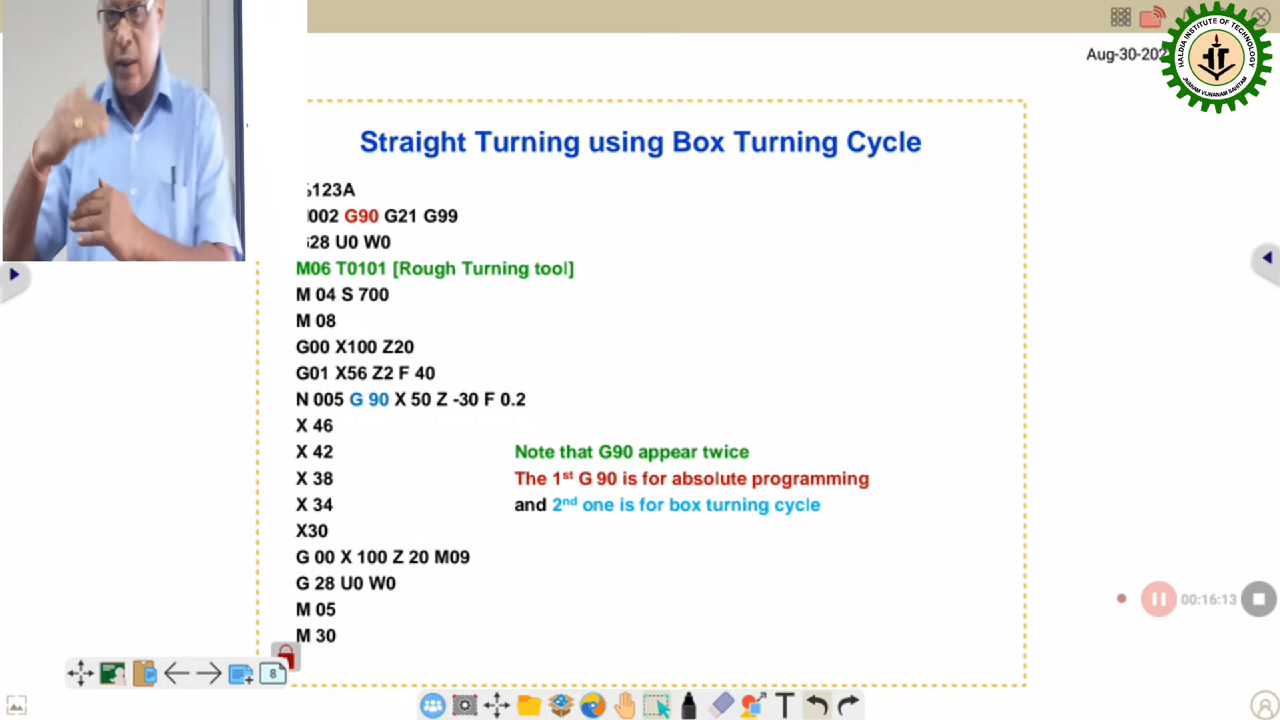 Aug-30-202
HALDIA INSTITUTE OF TECHNOLOGY
Straight Turning using Box Turning Cycle
%123A
002 G90 G21 G99
28 U0 W0
M06 T0101 [Rough Turning tool]
M 04 S 700
M 08
G00 X100 Z20
G01 X56 Z2 F 40
N 005 G 90 X 50 Z -30 F 0.2
X 46
X 42
X 38
X 34
X30
G 00 X 100 Z 20 M09
G 28 U0 W0
M 05
M 30
Note that G90 appear twice
The 1st G 90 is for absolute programming
and 2nd one is for box turning cycle
00:16:13
8
T